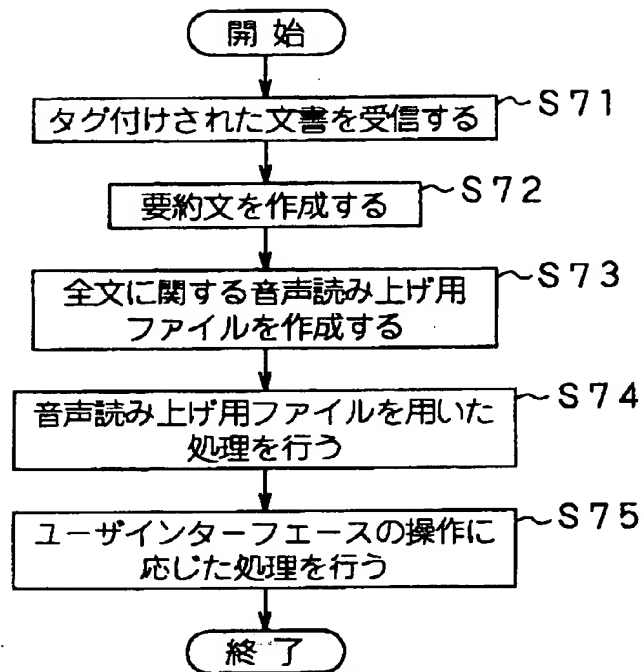 開 始
タグ付けされた文書を受信する
S71
要約文を作成する
S72
全文に関する音声読み上げ用
ファイルを作成する
S73
音声読み上げ用ファイルを用いた
処理を行う
S74
ユーザインターフェースの操作に
応じた処理を行う
S75
終 了